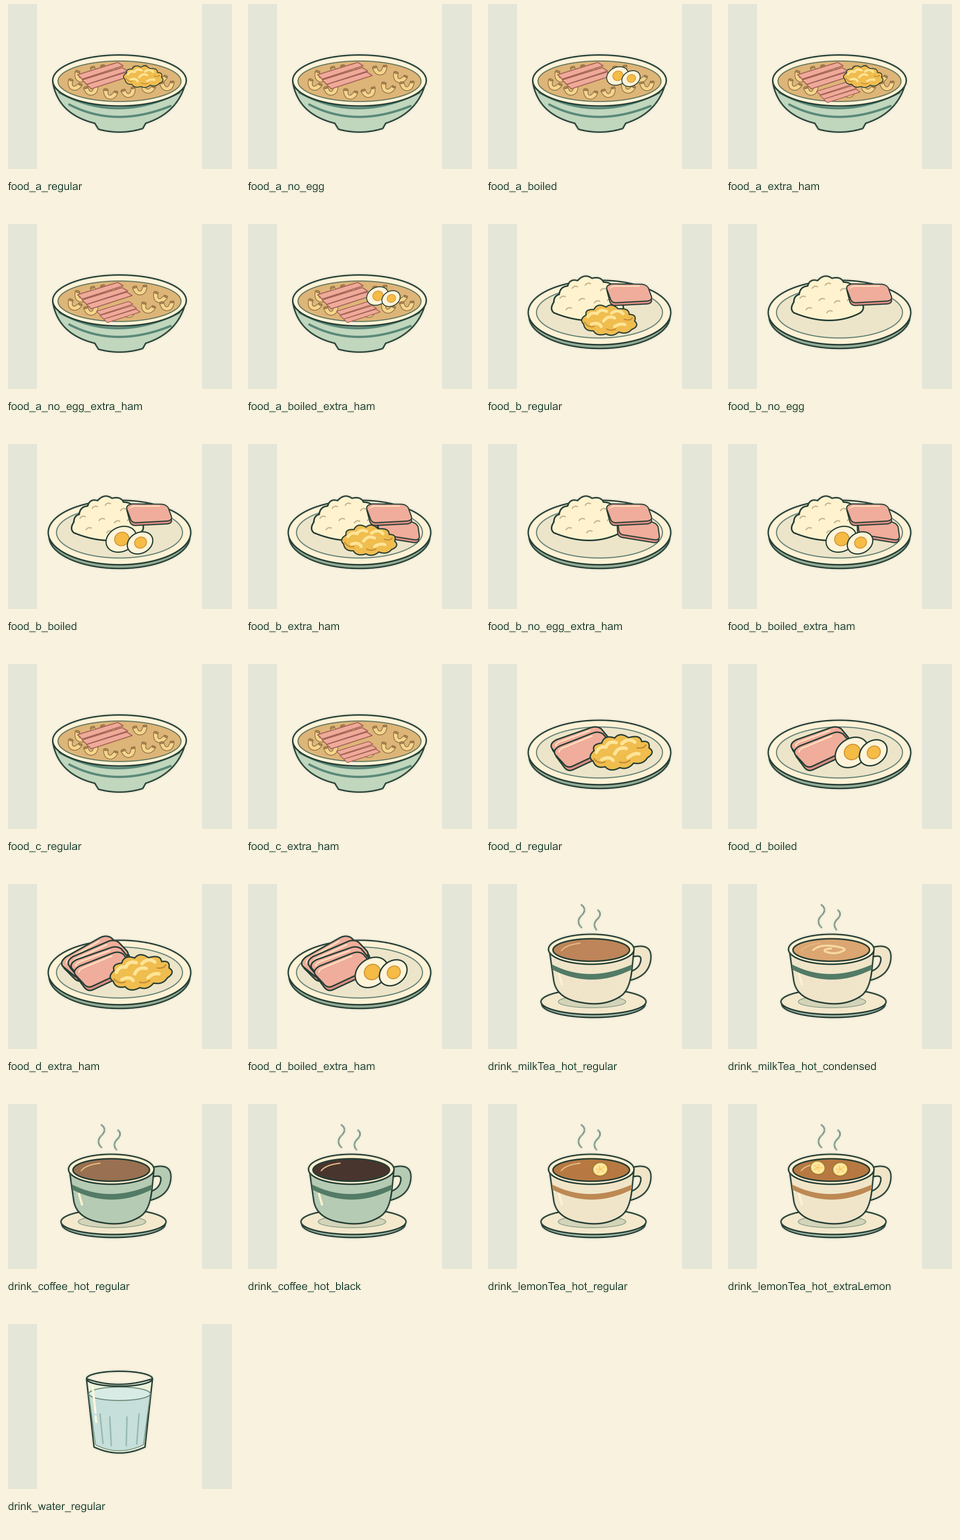 food_a_regular
food_a_no_egg
food_a_boiled
food_a_extra_ham
food_a_no_egg_extra_ham
food_a_boiled_extra_ham
food_b_regular
food_b_no_egg
food_b_boiled
food_b_extra_ham
food_b_no_egg_extra_ham
food_b_boiled_extra_ham
food_c_regular
food_c_extra_ham
food_d_regular
food_d_boiled
food_d_extra_ham
food_d_boiled_extra_ham
drink_milkTea_hot_regular
drink_milkTea_hot_condensed
drink_coffee_hot_regular
drink_coffee_hot_black
drink_lemonTea_hot_regular
drink_lemonTea_hot_extraLemon
drink_water_regular